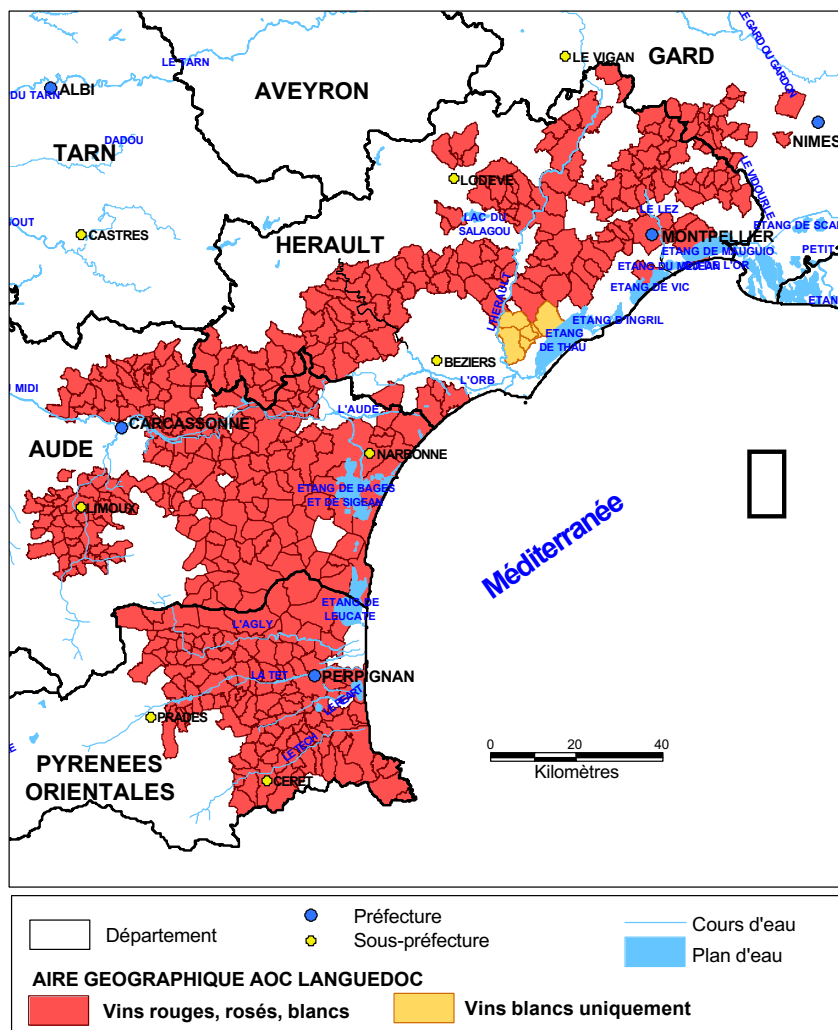 LE VIGAN
GARD
LE GARD OU GARDON
LE TARN
ALBI
DU TARN
AVEYRON
NIMES
DADOU
TARN
LODEVE
LE VIDOURLE
LAC DU
SALAGOU
LE LEZ
CASTRES
HERAULT
MONTPELLIER
ETANG DE MAUGUIO
PETIT
ETANG DE VIC
L'HERAULT
ETANG D'INGRIL
ETANG
DE THAU
BEZIERS
L'ORB
U MIDI
L'AUDE
CARCASSONNE
AUDE
NARBONNE
ETANG DE BAGES
ET DE SIGEAN
LIMOUX
Méditerranée
ETANG DE
LEUCATE
L'AGLY
LA TET
PERPIGNAN
LE REART
PRADES
LE TECH
0 20 40
Kilomètres
PYRENEES
ORIENTALES
CERET
Département
Préfecture
Sous-préfecture
Cours d'eau
Plan d'eau
AIRE GEOGRAPHIQUE AOC LANGUEDOC
Vins rouges, rosés, blancs
Vins blancs uniquement